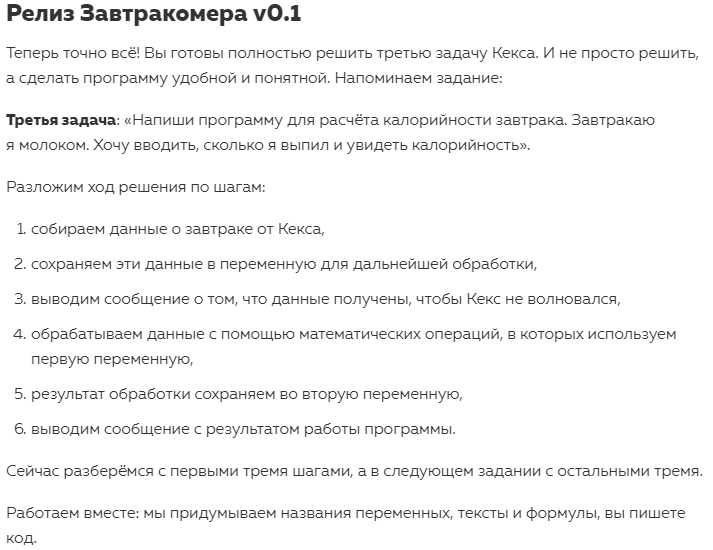 Релиз Завтракомера v0.1
Теперь точно всё! Вы готовы полностью решить третью задачу Кекса. И не просто решить,
а сделать программу удобной и понятной. Напоминаем задание:
Третья задача: «Напиши программу для расчёта калорийности завтрака. Завтракаю
я молоком. Хочу вводить, сколько я выпил и увидеть калорийность».
Разложим ход решения по шагам:
1. собираем данные о завтраке от Кекса,
2. сохраняем эти данные в переменную для дальнейшей обработки,
3. выводим сообщение о том, что данные получены, чтобы Кекс не волновался,
4. обрабатываем данные с помощью математических операций, в которых используем
первую переменную,
5. результат обработки сохраняем во вторую переменную,
6. выводим сообщение с результатом работы программы.
Сейчас разберёмся с первыми тремя шагами, а в следующем задании с остальными тремя.
Работаем вместе: мы придумываем названия переменных, тексты и формулы, вы пишете
код.